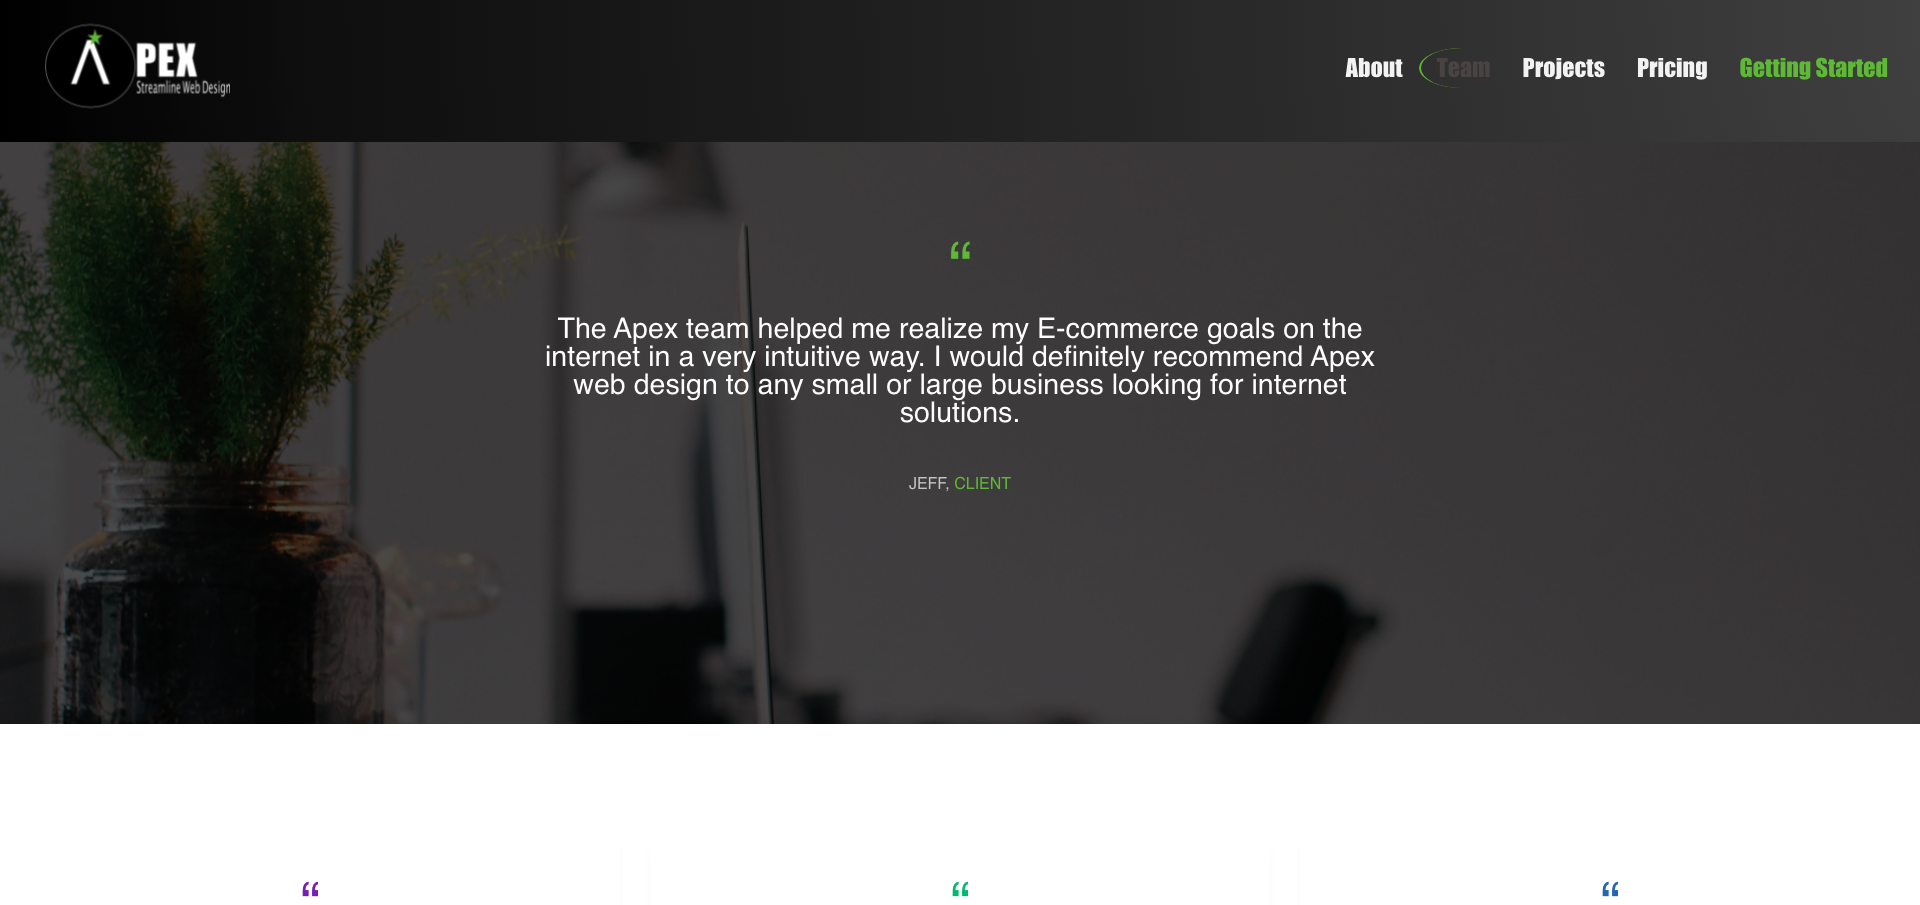 PEX
Streamline Web Design
About Team Projects Pricing Getting Started
“
The Apex team helped me realize my E-commerce goals on the
internet in a very intuitive way. I would definitely recommend Apex
web design to any small or large business looking for internet
solutions.
JEFF, CLIENT
“ “ “